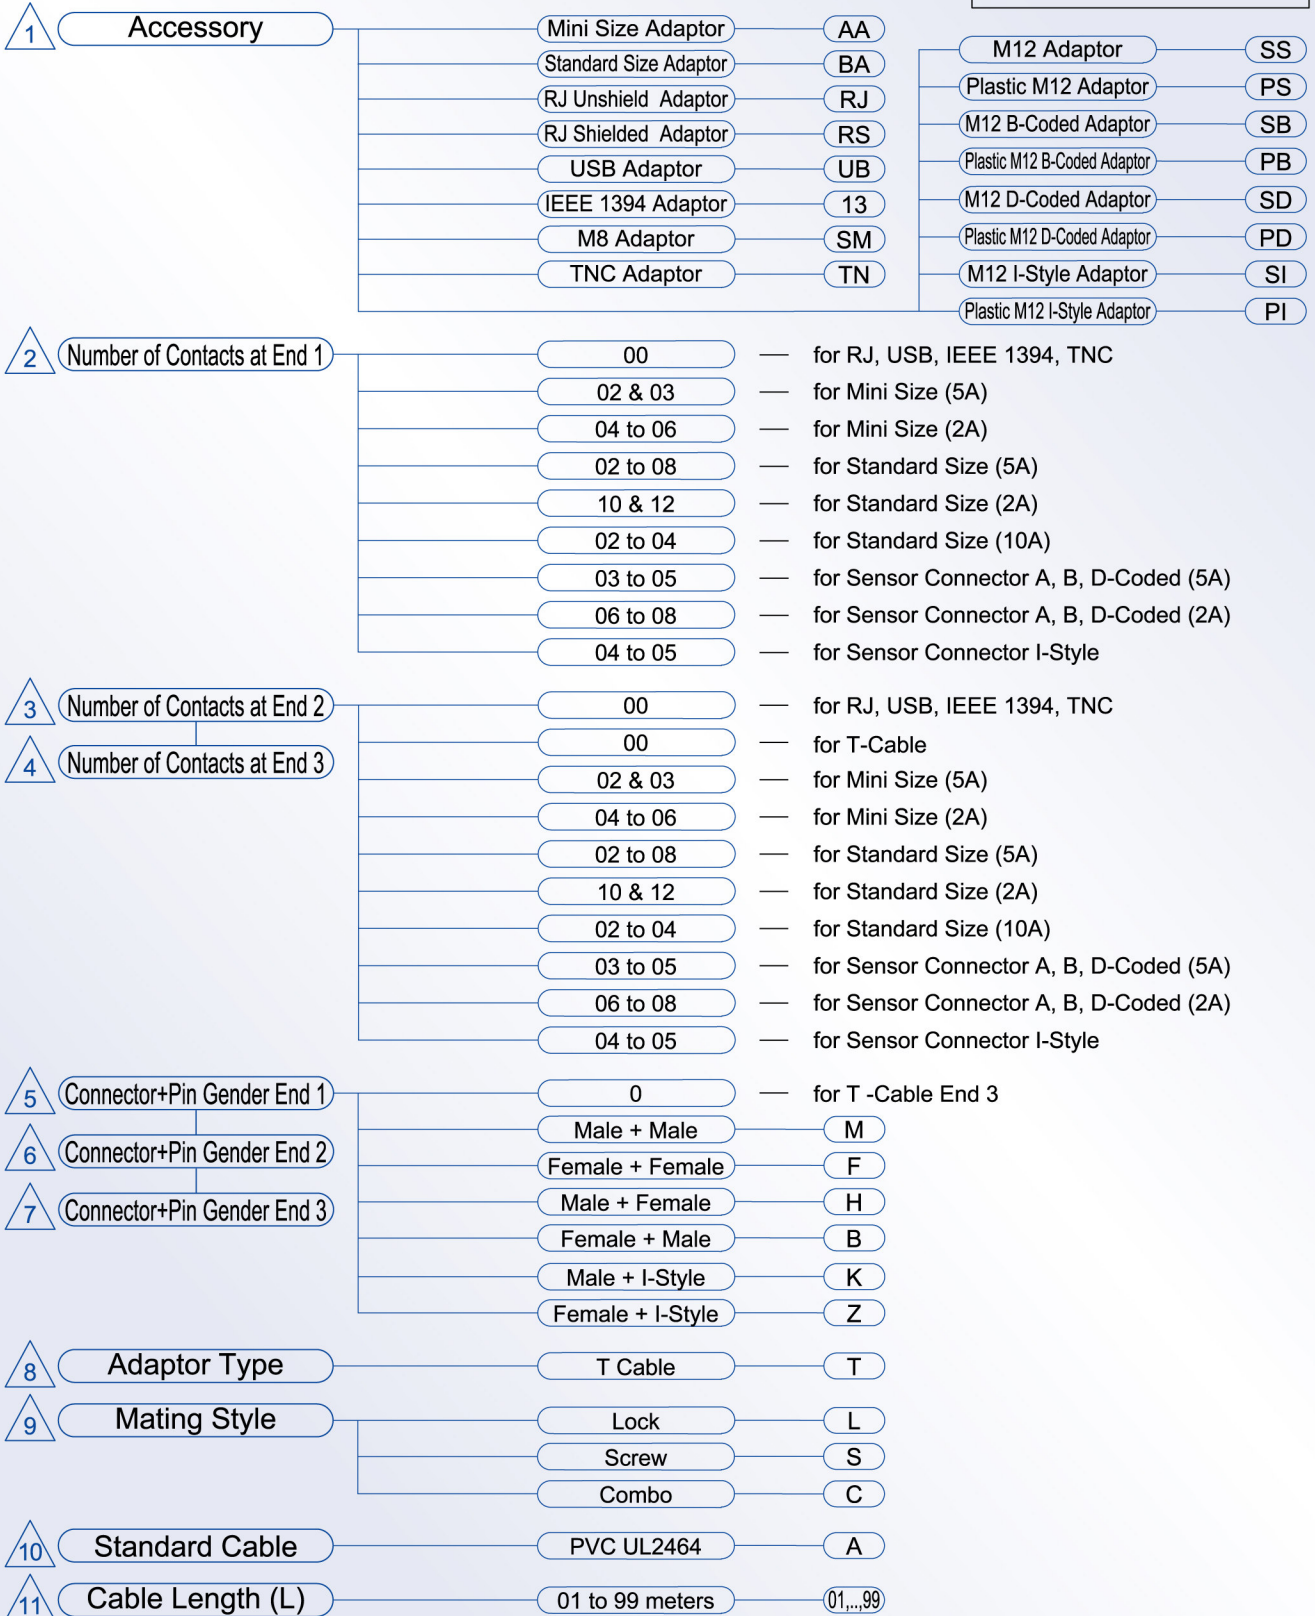 1 Accessory
Mini Size Adaptor AA
Standard Size Adaptor BA
RJ Unshield Adaptor RJ
RJ Shielded Adaptor RS
USB Adaptor UB
IEEE 1394 Adaptor 13
M8 Adaptor SM
TNC Adaptor TN
M12 Adaptor SS
Plastic M12 Adaptor PS
M12 B-Coded Adaptor SB
Plastic M12 B-Coded Adaptor PB
M12 D-Coded Adaptor SD
Plastic M12 D-Coded Adaptor PD
M12 I-Style Adaptor SI
Plastic M12 I-Style Adaptor PI
2 Number of Contacts at End 1
00 — for RJ, USB, IEEE 1394, TNC
02 & 03 — for Mini Size (5A)
04 to 06 — for Mini Size (2A)
02 to 08 — for Standard Size (5A)
10 & 12 — for Standard Size (2A)
02 to 04 — for Standard Size (10A)
03 to 05 — for Sensor Connector A, B, D-Coded (5A)
06 to 08 — for Sensor Connector A, B, D-Coded (2A)
04 to 05 — for Sensor Connector I-Style
3 Number of Contacts at End 2
4 Number of Contacts at End 3
00 — for RJ, USB, IEEE 1394, TNC
00 — for T-Cable
02 & 03 — for Mini Size (5A)
04 to 06 — for Mini Size (2A)
02 to 08 — for Standard Size (5A)
10 & 12 — for Standard Size (2A)
02 to 04 — for Standard Size (10A)
03 to 05 — for Sensor Connector A, B, D-Coded (5A)
06 to 08 — for Sensor Connector A, B, D-Coded (2A)
04 to 05 — for Sensor Connector I-Style
5 Connector+Pin Gender End 1
6 Connector+Pin Gender End 2
7 Connector+Pin Gender End 3
0 — for T -Cable End 3
Male + Male M
Female + Female F
Male + Female H
Female + Male B
Male + I-Style K
Female + I-Style Z
8 Adaptor Type T Cable T
9 Mating Style
Lock L
Screw S
Combo C
10 Standard Cable PVC UL2464 A
11 Cable Length (L) 01 to 99 meters 01,..,99